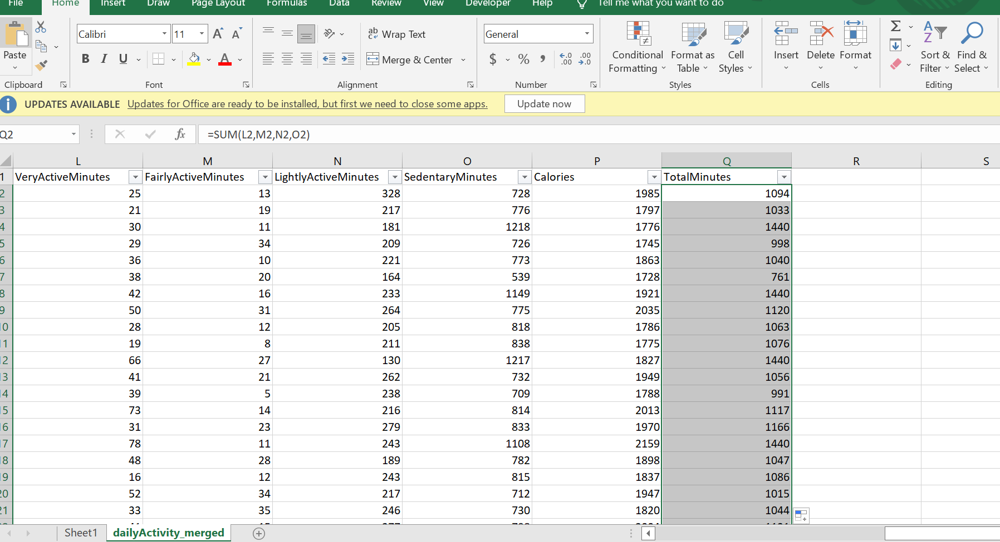 File Home Insert Draw Page Layout Formulas Data Review View Developer Help Tell me what you want to do
Calibri 11 ab Wrap Text General
Paste B I U Merge & Center $ % Conditional Formatting Format as Table Cell Styles Insert Delete Format Sort & Filter Find & Select
Clipboard Font Alignment Number Styles Cells Editing
UPDATES AVAILABLE Updates for Office are ready to be installed, but first we need to close some apps. Update now
Q2 fx =SUM(L2,M2,N2,O2)
L M N O P Q R S
1 VeryActiveMinutes FairlyActiveMinutes LightlyActiveMinutes SedentaryMinutes Calories TotalMinutes
2 25 13 328 728 1985 1094
3 21 19 217 776 1797 1033
4 30 11 181 1218 1776 1440
5 29 34 209 726 1745 998
6 36 10 221 773 1863 1040
7 38 20 164 539 1728 761
8 42 16 233 1149 1921 1440
9 50 31 264 775 2035 1120
10 28 12 205 818 1786 1063
11 19 8 211 838 1775 1076
12 66 27 130 1217 1827 1440
13 41 21 262 732 1949 1056
14 39 5 238 709 1788 991
15 73 14 216 814 2013 1117
16 31 23 279 833 1970 1166
17 78 11 243 1108 2159 1440
18 48 28 189 782 1898 1047
19 16 12 243 815 1837 1086
20 52 34 217 712 1947 1015
21 33 35 246 730 1820 1044
Sheet1 dailyActivity_merged